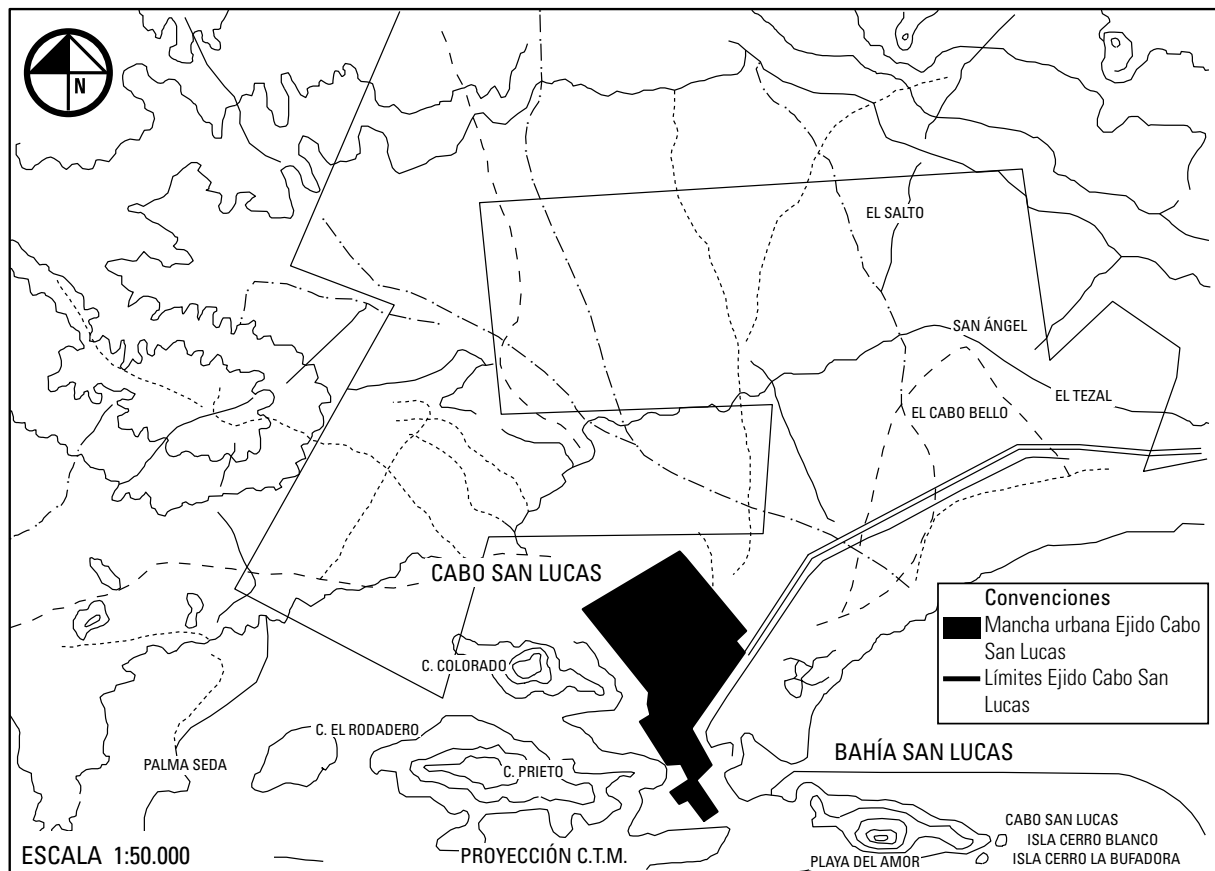 N
EL SALTO
SAN ÁNGEL
EL TEZAL
EL CABO BELLO
CABO SAN LUCAS
Convenciones
Mancha urbana Ejido Cabo
San Lucas
Límites Ejido Cabo San
Lucas
C. COLORADO
C. EL RODADERO
BAHÍA SAN LUCAS
PALMA SEDA
C. PRIETO
CABO SAN LUCAS
ISLA CERRO BLANCO
ESCALA 1:50.000
PROYECCIÓN C.T.M.
PLAYA DEL AMOR
ISLA CERRO LA BUFADORA